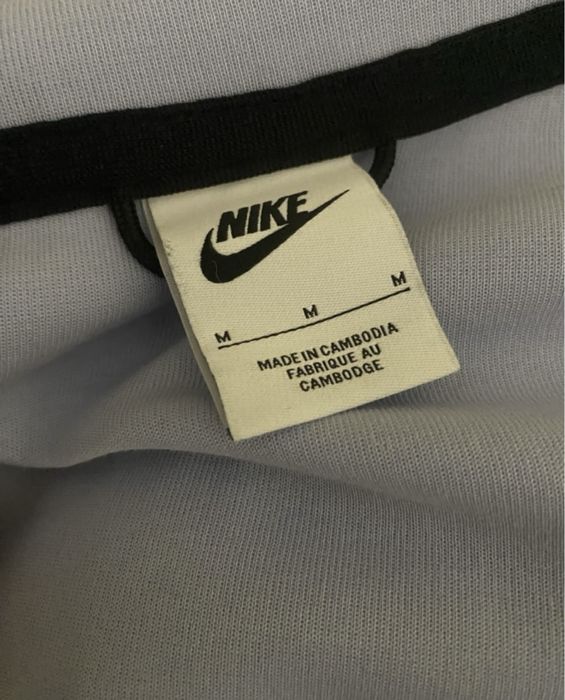 NIKE
M M M
MADE IN CAMBODIA
FABRIQUE AU
CAMBODGE